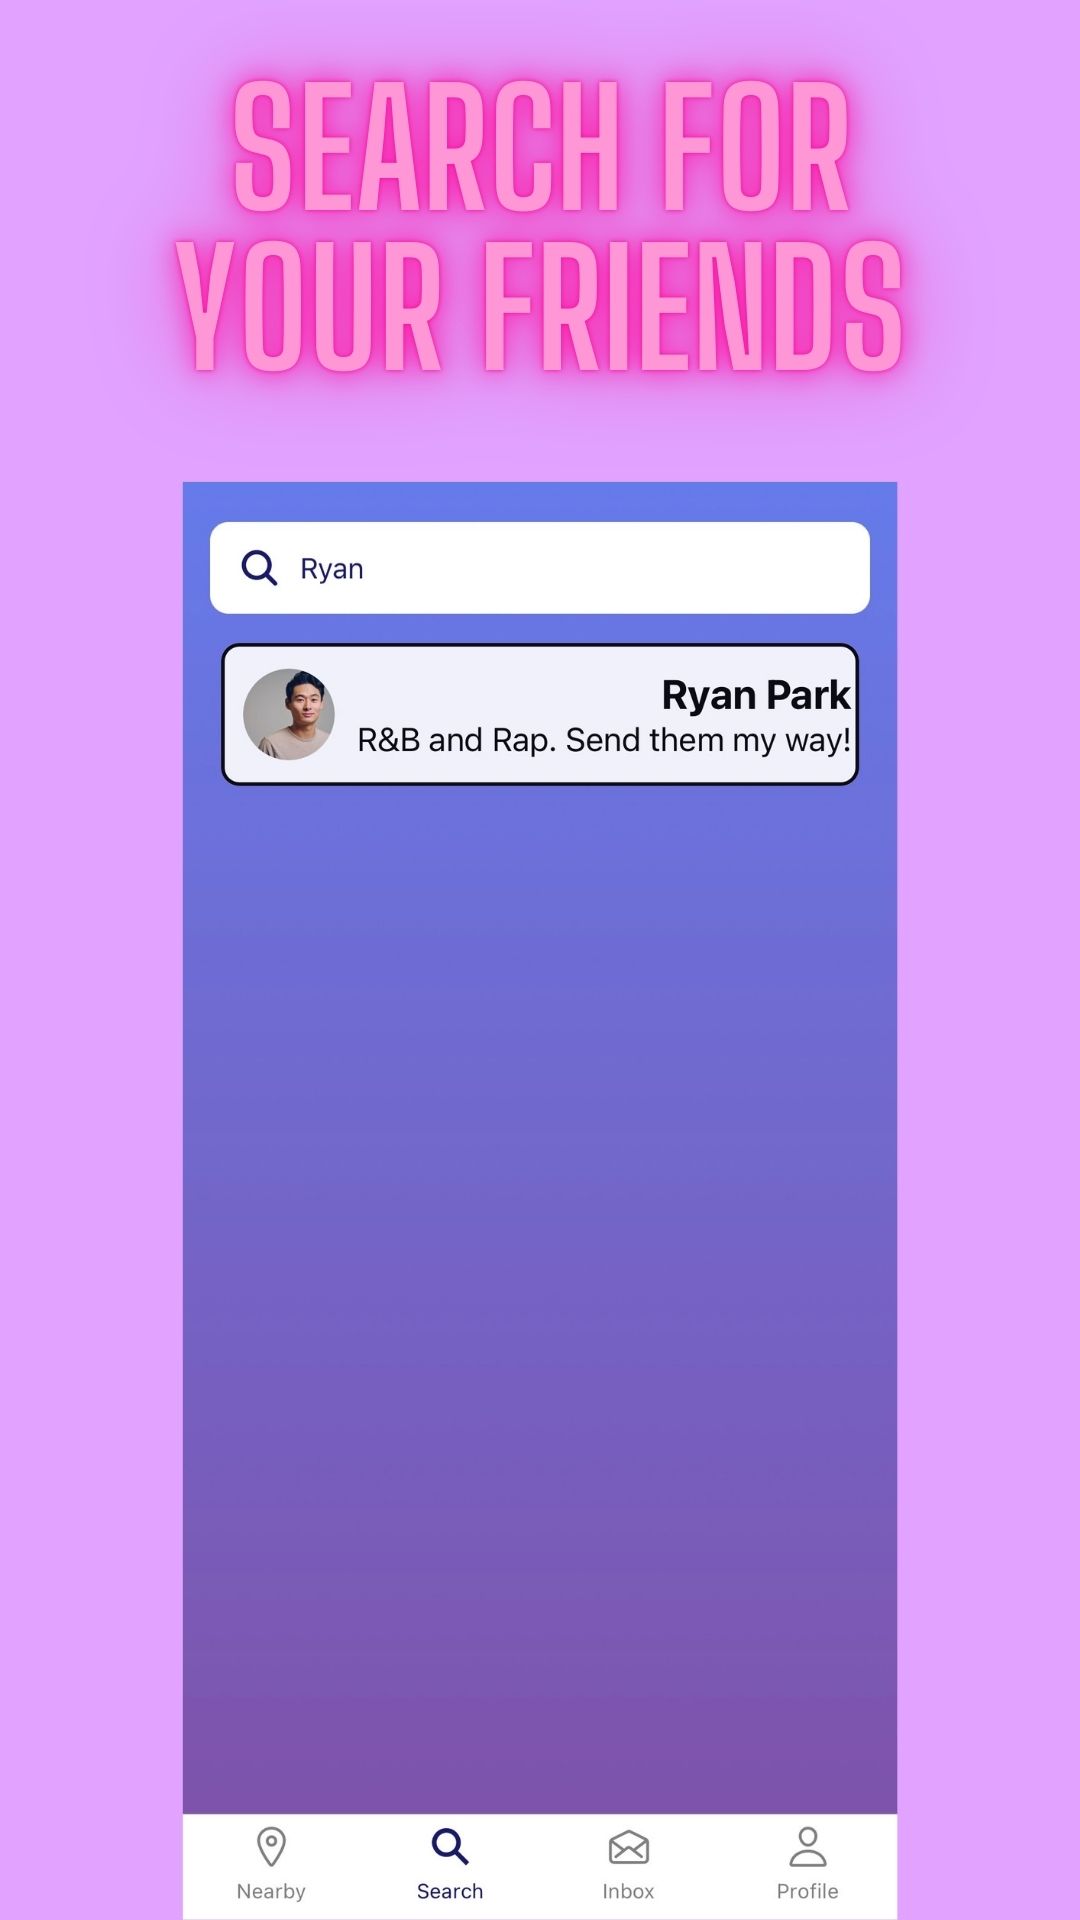 SEARCH FOR
YOUR FRIENDS
Ryan
Ryan Park
R&B and Rap. Send them my way!
Nearby
Search
Inbox
Profile